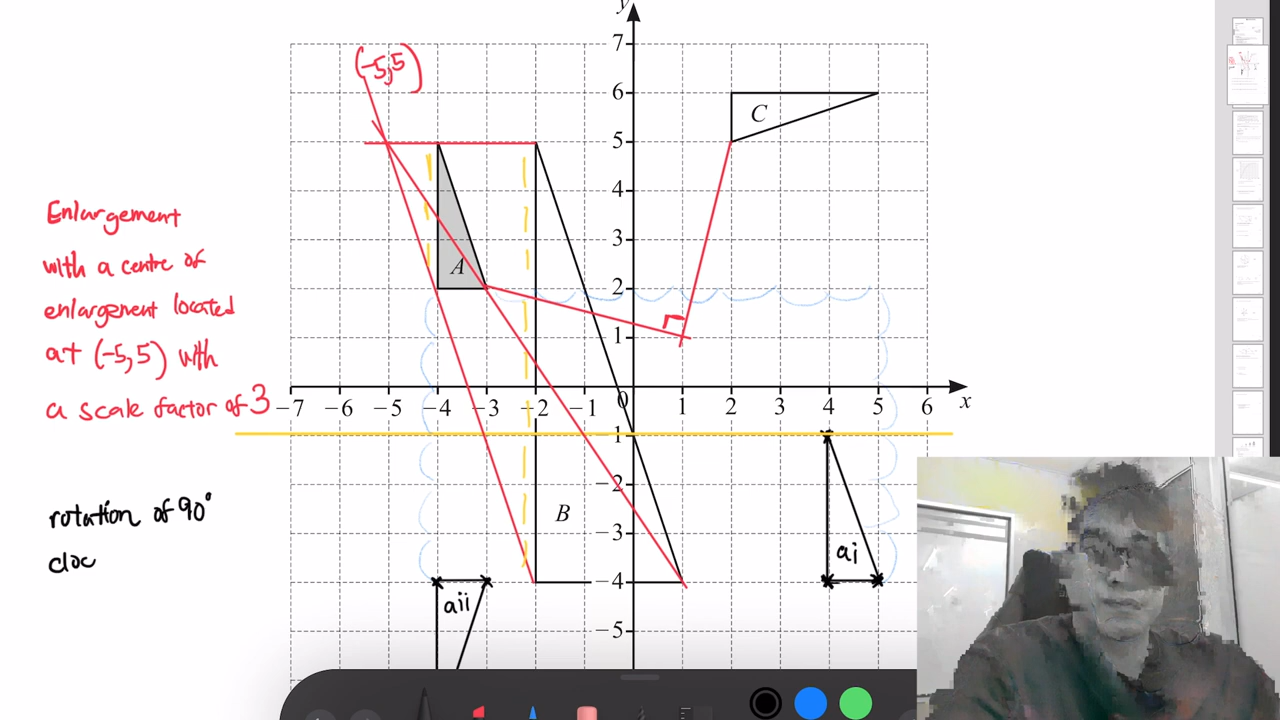 y
7
(-5,5)
6
C
5
4
3
Enlargement
with a centre of
A
2
enlargement located
1
at (-5,5) with
a scale factor of 3
−7 −6 −5 −4 −3 −2 −1 0 1 2 3 4 5 6 x
1
−2
rotation of 90°
B
−3
ai
cloc
−4
aii
−5